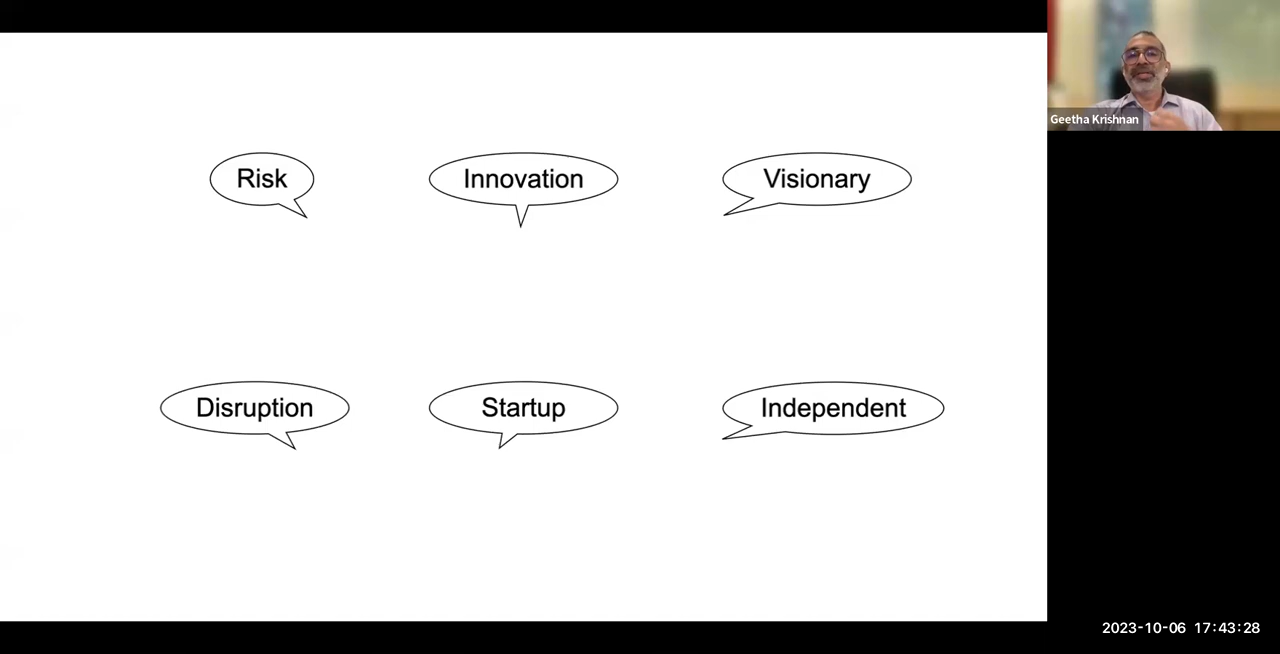 Geetha Krishnan
Risk
Innovation
Visionary
Disruption
Startup
Independent
2023-10-06 17:43:28